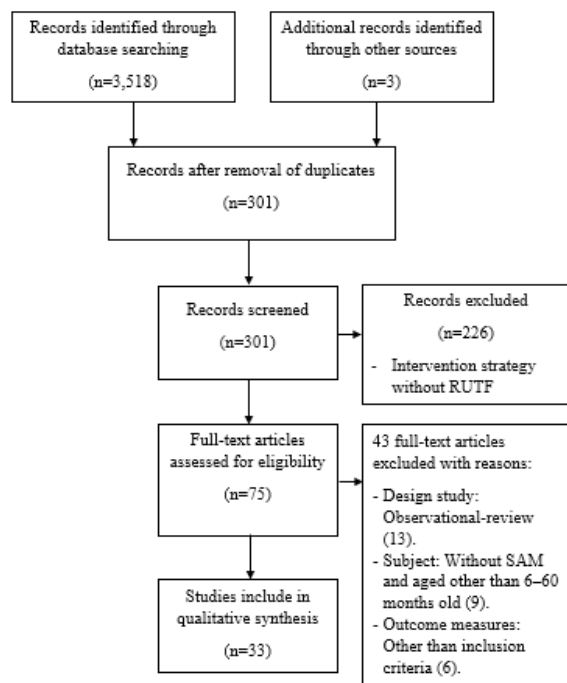 Records identified through
database searching
(n=3,518)
Additional records identified
through other sources
(n=3)
Records after removal of duplicates
(n=301)
Records screened
(n=301)
Records excluded
(n=226)
- Intervention strategy
without RUTF
Full-text articles
assessed for eligibility
(n=75)
43 full-text articles
excluded with reasons:
- Design study:
Observational-review
(13).
- Subject: Without SAM
and aged other than 6–60
months old (9).
- Outcome measures:
Other than inclusion
criteria (6).
Studies include in
qualitative synthesis
(n=33)